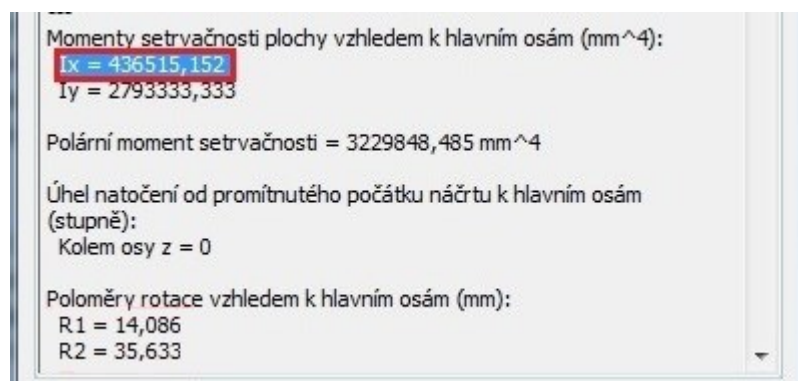 Momenty setrvačnosti plochy vzhledem k hlavním osám (mm^4):
Ix = 436515,152
Iy = 2793333,333
Polární moment setrvačnosti = 3229848,485 mm^4
Úhel natočení od promítnutého počátku náčrtu k hlavním osám
(stupně):
Kolem osy z = 0
Poloměry rotace vzhledem k hlavním osám (mm):
R1 = 14,086
R2 = 35,633